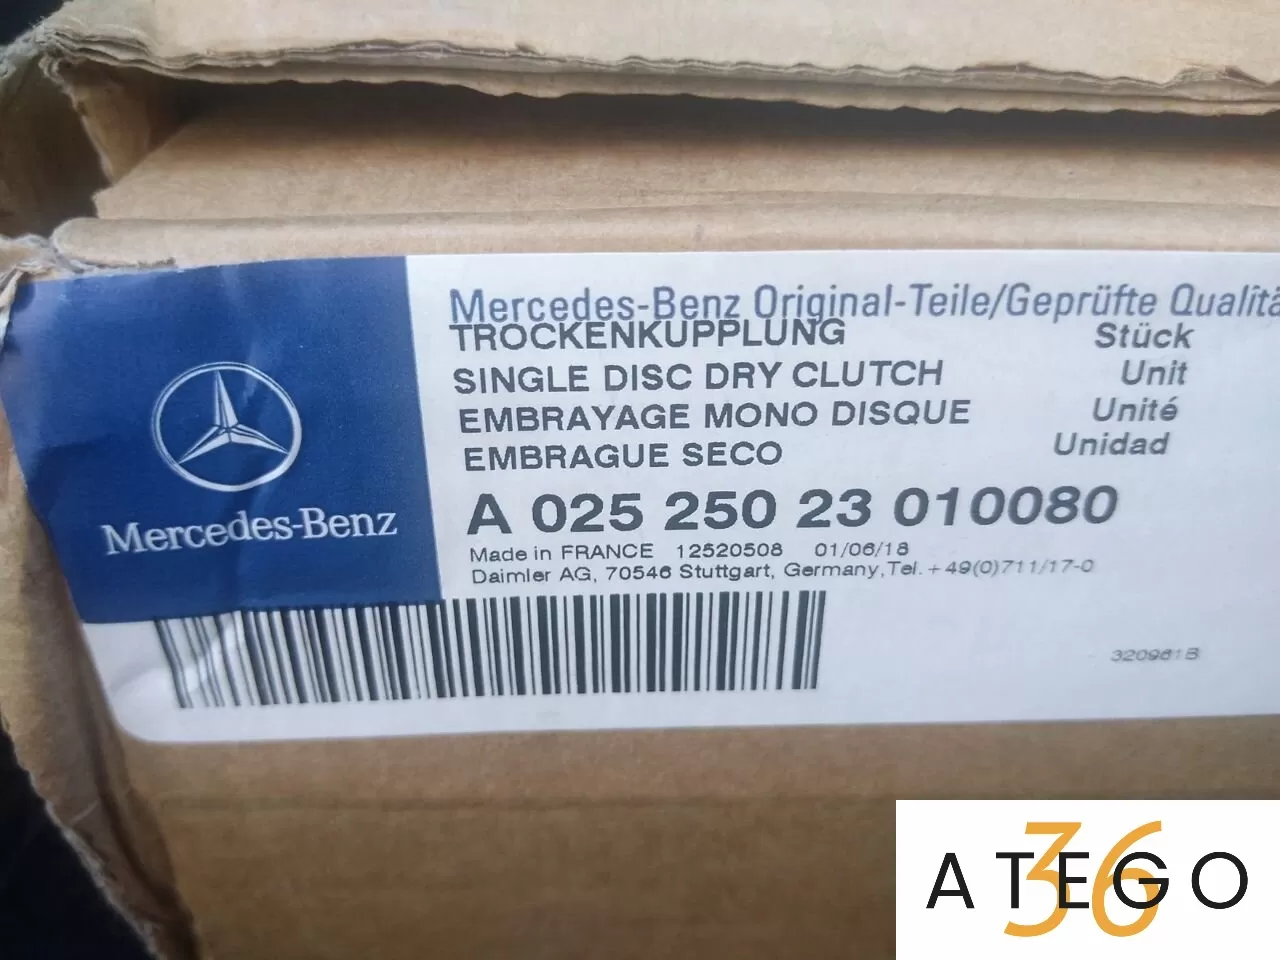 Mercedes-Benz
Mercedes-Benz Original-Teile/Geprüfte Qualitä
TROCKENKUPPLUNG Stück
SINGLE DISC DRY CLUTCH Unit
EMBRAYAGE MONO DISQUE Unité
EMBRAGUE SECO Unidad
A 025 250 23 010080
Made in FRANCE 12520508 01/06/18
Daimler AG, 70546 Stuttgart, Germany, Tel. +49(0)711/17-0
320961B
ATEGO
36